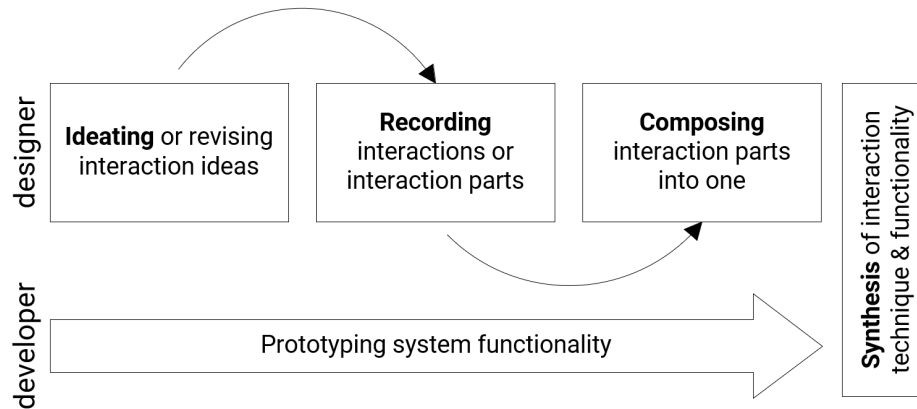 designer
Ideating or revising
interaction ideas
Recording
interactions or
interaction parts
Composing
interaction parts
into one
developer
Prototyping system functionality
Synthesis of interaction
technique & functionality